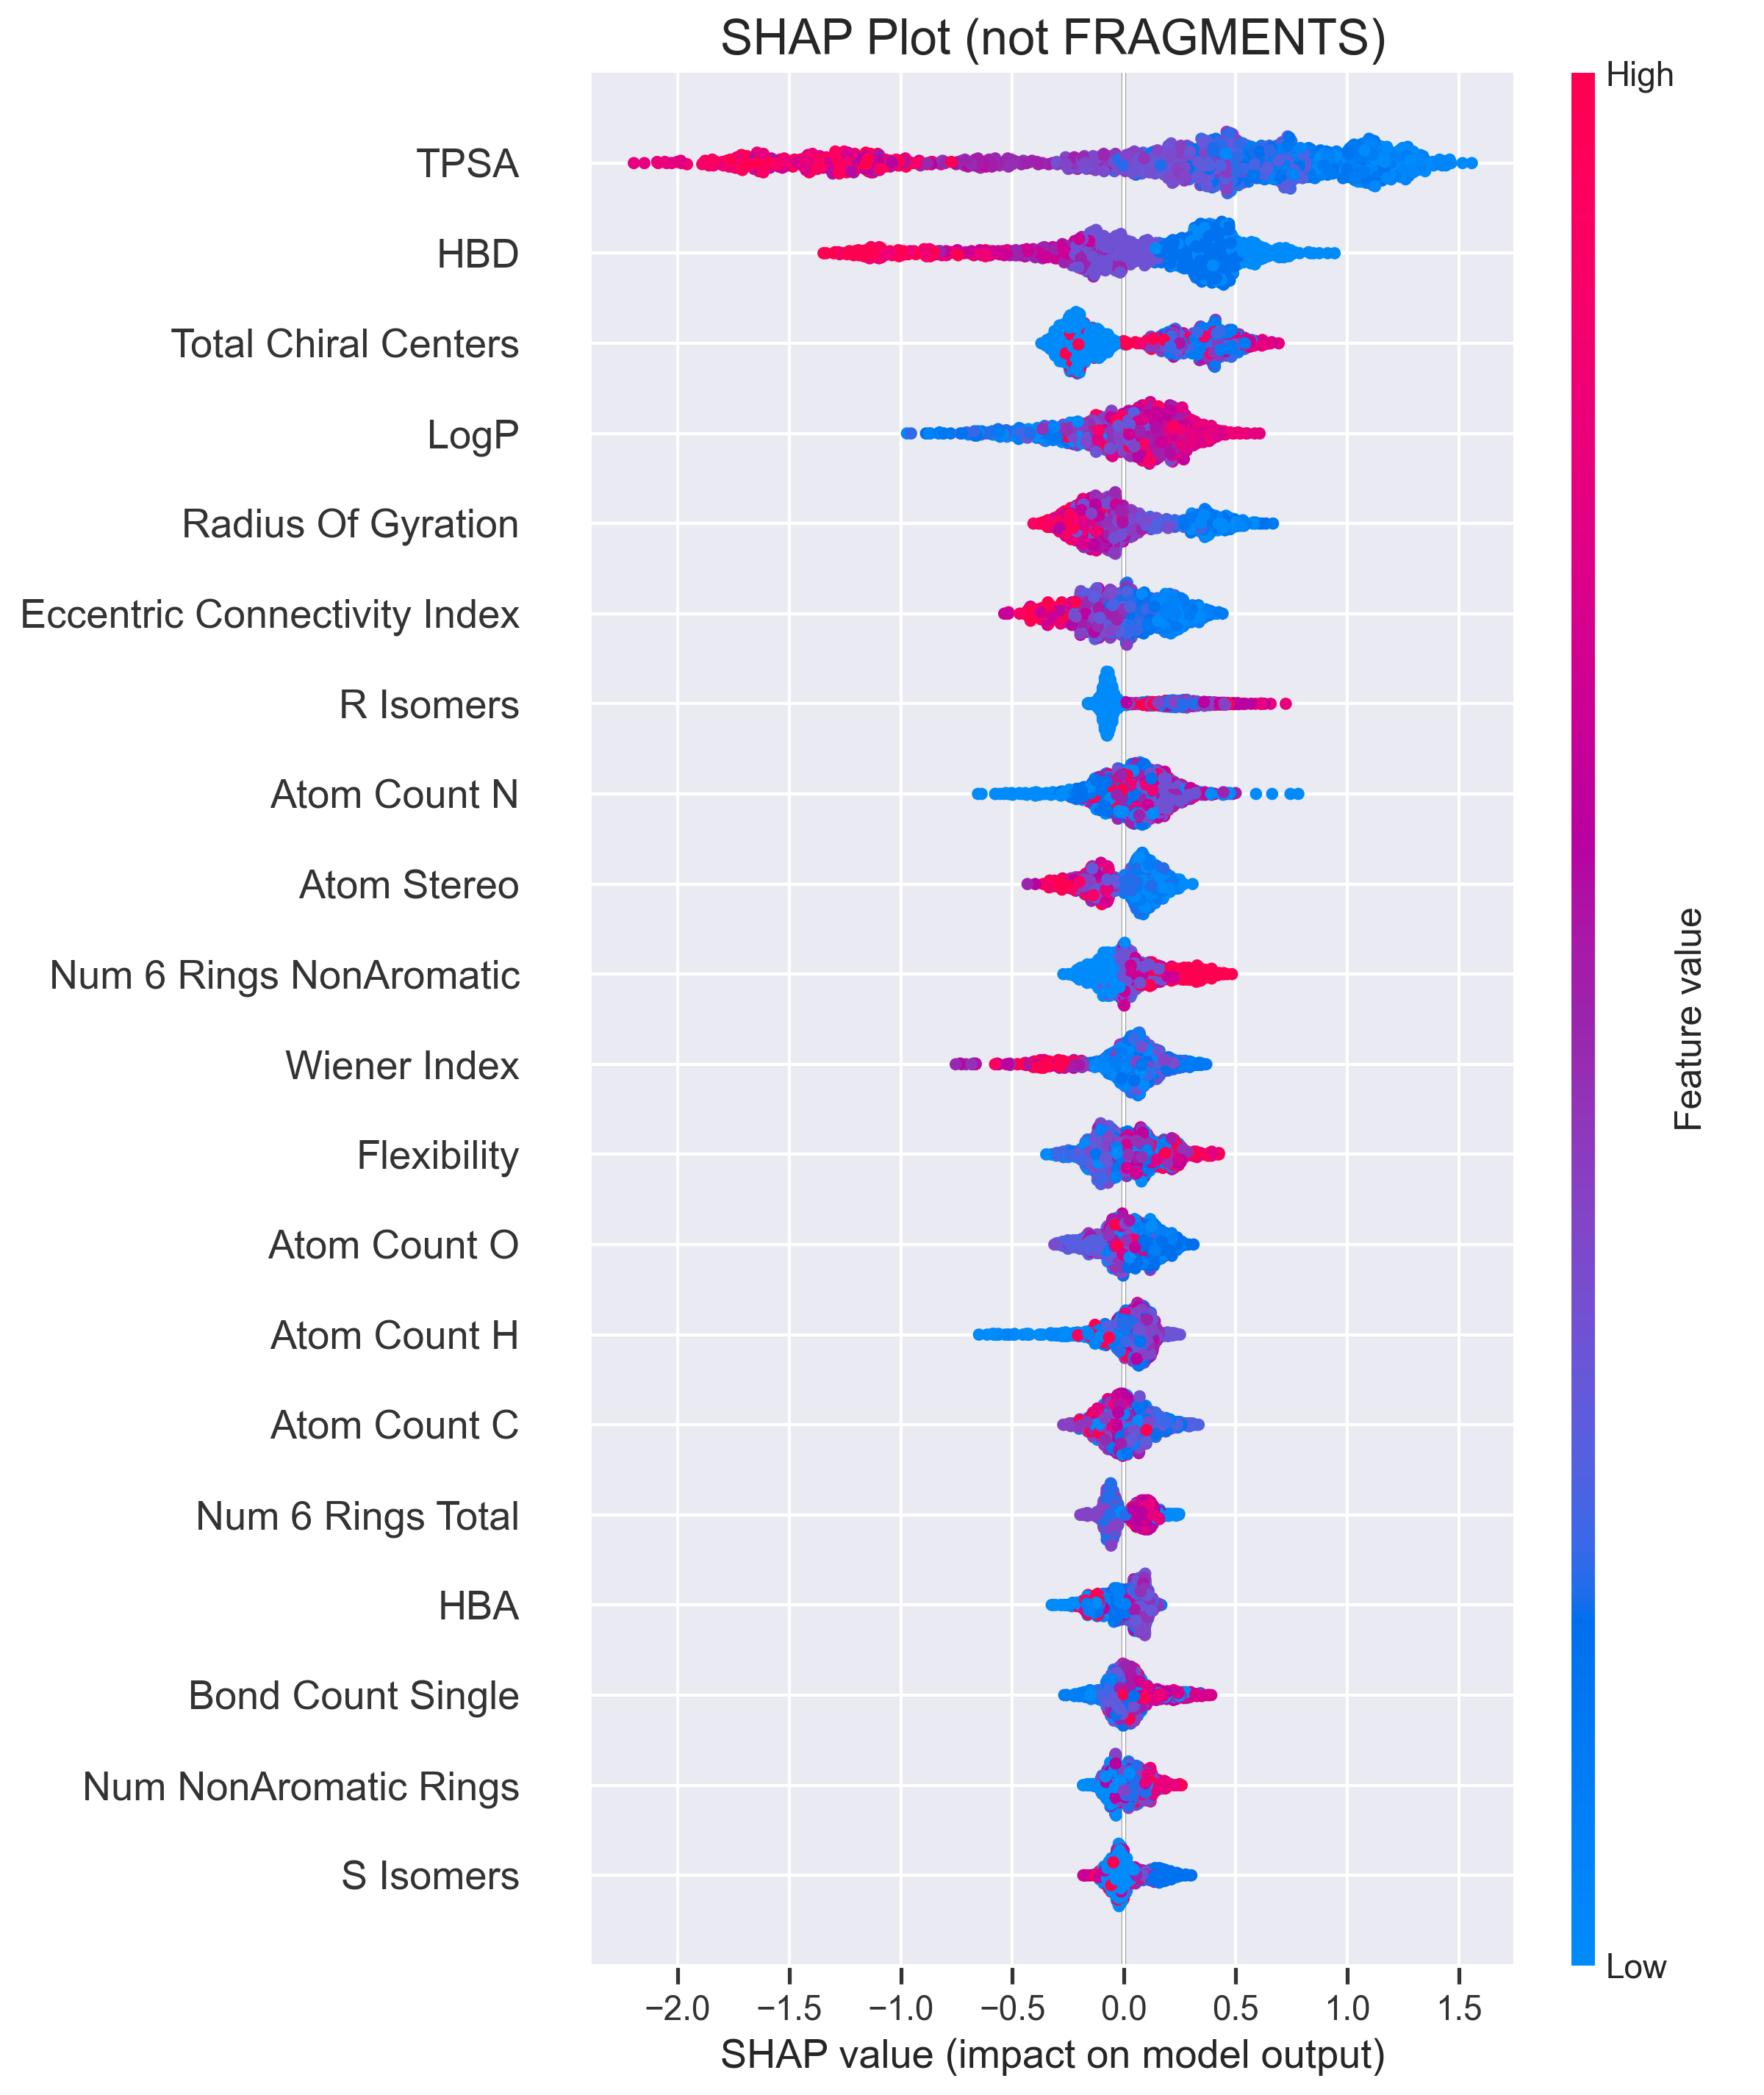 SHAP Plot (not FRAGMENTS)
High
TPSA
HBD
Total Chiral Centers
LogP
Radius Of Gyration
Eccentric Connectivity Index
R Isomers
Atom Count N
Atom Stereo
Num 6 Rings NonAromatic
Wiener Index
Flexibility
Atom Count O
Atom Count H
Atom Count C
Num 6 Rings Total
HBA
Bond Count Single
Num NonAromatic Rings
S Isomers
Feature value
Low
−2.0 −1.5 −1.0 −0.5 0.0 0.5 1.0 1.5
SHAP value (impact on model output)